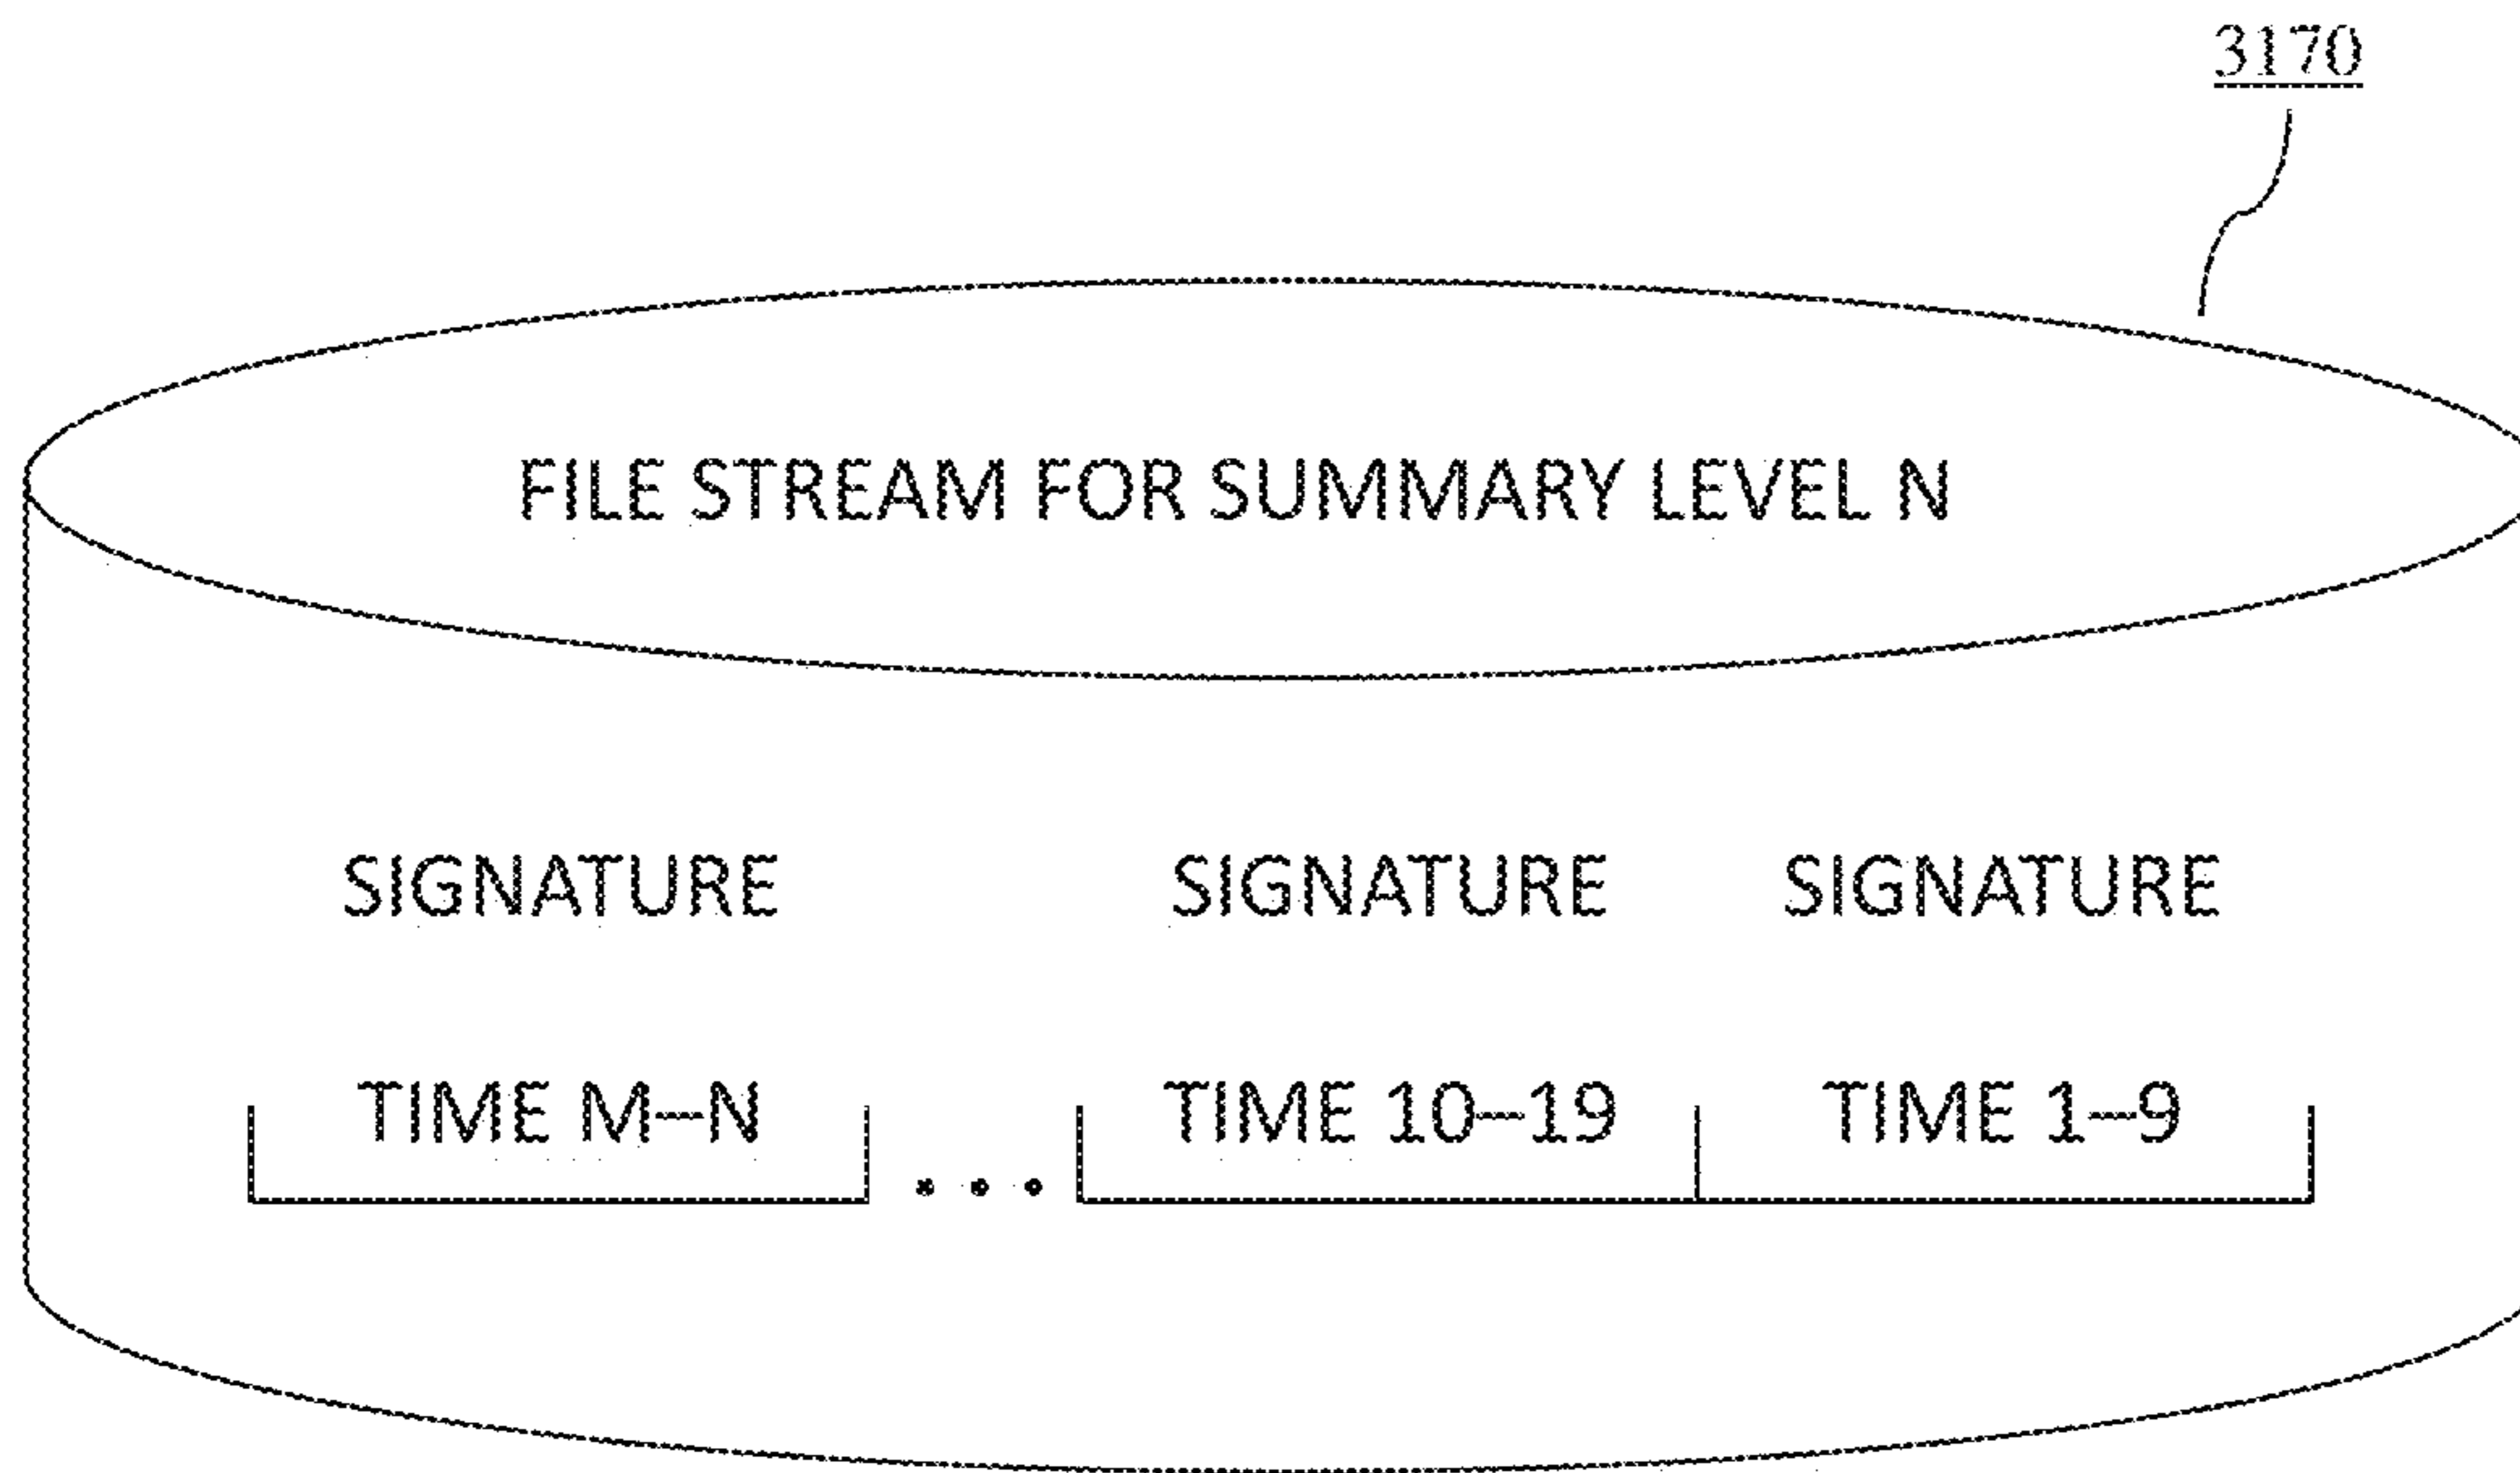 3170
FILE STREAM FOR SUMMARY LEVEL N
SIGNATURE SIGNATURE SIGNATURE
TIME M–N TIME 10–19 TIME 1–9